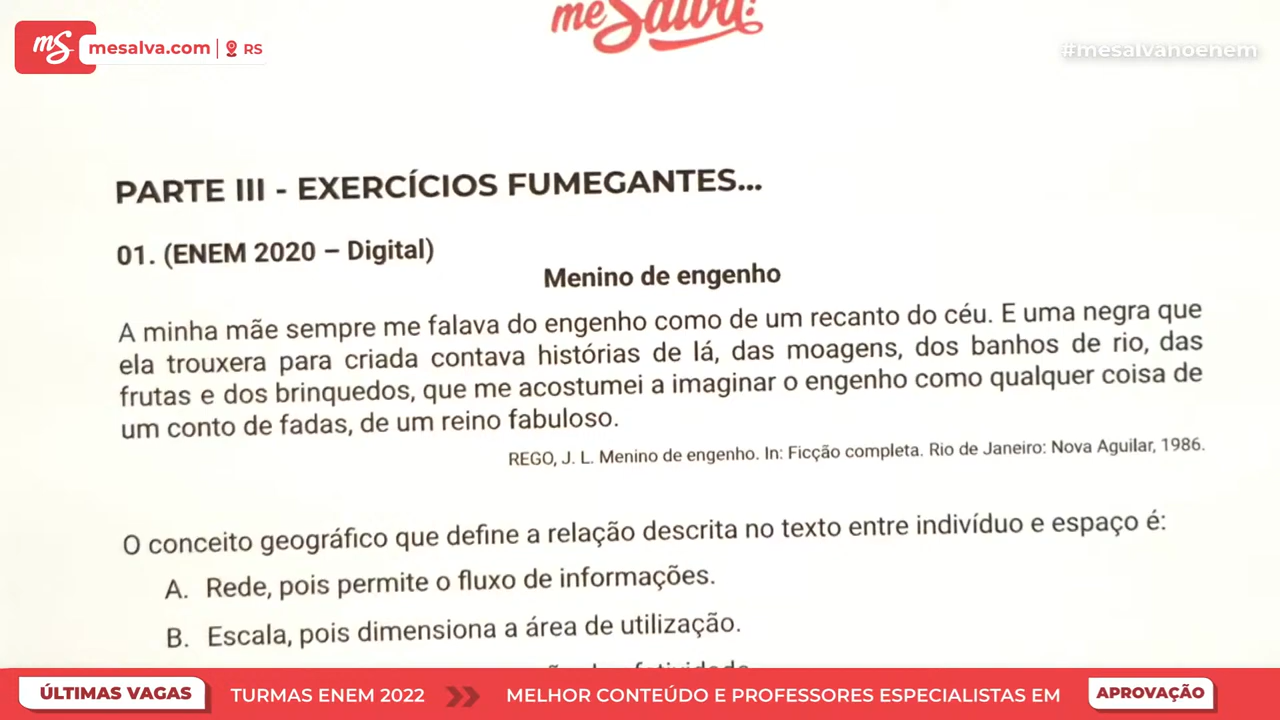 me Salva!
mS mesalva.com | RS
#mesalvanoenem
PARTE III - EXERCÍCIOS FUMEGANTES...
01. (ENEM 2020 – Digital)
Menino de engenho
A minha mãe sempre me falava do engenho como de um recanto do céu. E uma negra que
ela trouxera para criada contava histórias de lá, das moagens, dos banhos de rio, das
frutas e dos brinquedos, que me acostumei a imaginar o engenho como qualquer coisa de
um conto de fadas, de um reino fabuloso.
REGO, J. L. Menino de engenho. In: Ficção completa. Rio de Janeiro: Nova Aguilar, 1986.
O conceito geográfico que define a relação descrita no texto entre indivíduo e espaço é:
A. Rede, pois permite o fluxo de informações.
B. Escala, pois dimensiona a área de utilização.
ÚLTIMAS VAGAS TURMAS ENEM 2022 MELHOR CONTEÚDO E PROFESSORES ESPECIALISTAS EM APROVAÇÃO